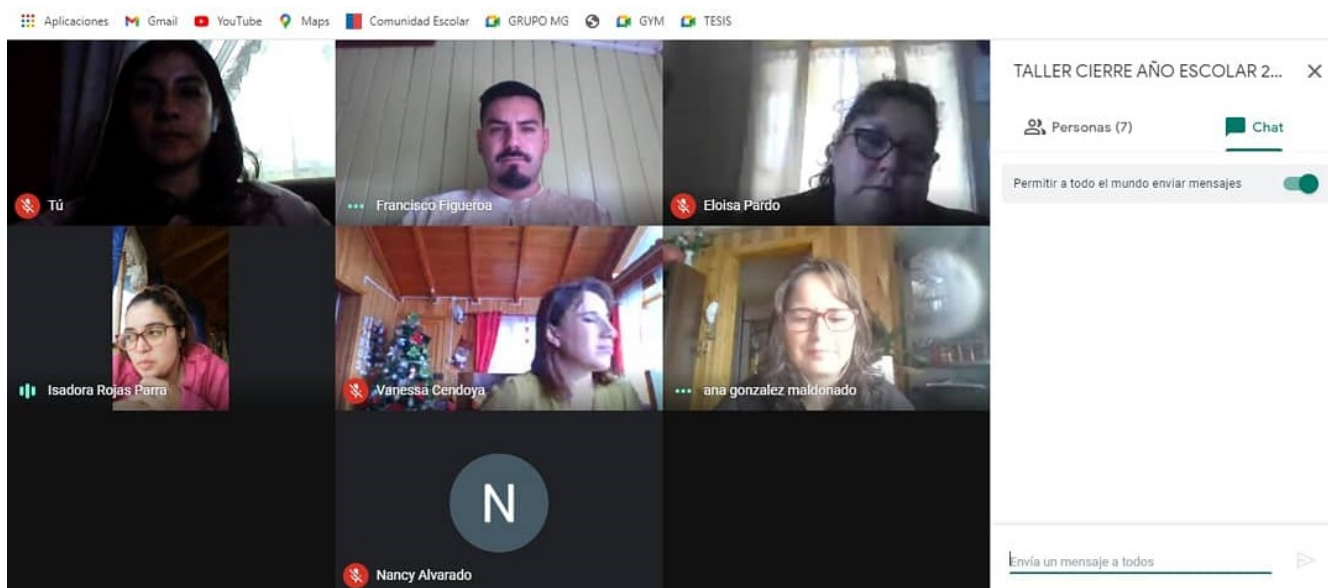 Aplicaciones Gmail YouTube Maps Comunidad Escolar GRUPO MG GYM TESIS
TALLER CIERRE AÑO ESCOLAR 2...
Personas (7) Chat
Permitir a todo el mundo enviar mensajes
Tú
Francisco Figueroa
Eloisa Pardo
Isadora Rojas Parra
Vanessa Cendoya
ana gonzalez maldonado
N
Nancy Alvarado
Envía un mensaje a todos